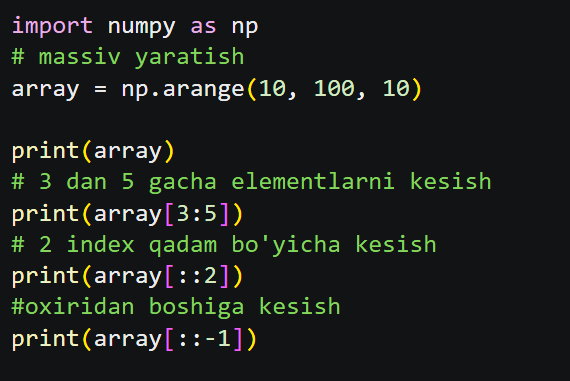 import numpy as np
# massiv yaratish
array = np.arange(10, 100, 10)
print(array)
# 3 dan 5 gacha elementlarni kesish
print(array[3:5])
# 2 index qadam bo'yicha kesish
print(array[::2])
#oxiridan boshiga kesish
print(array[::-1])